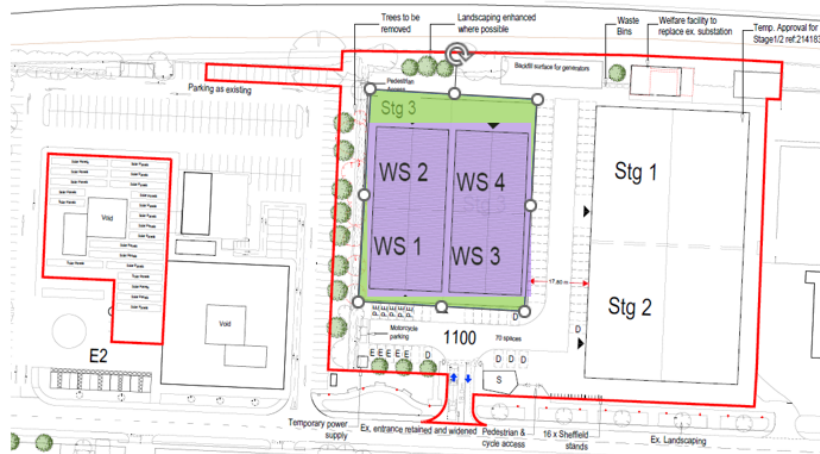 Trees to be
removed
Landscaping enhanced
where possible
Waste
Bins
Welfare facility to
replace ex. substation
Temp. Approval for
Stage1/2 ref:214183
Parking as existing
Pedestrian
Access
Stg 3
WS 2
WS 4
Stg 3
WS 1
WS 3
Stg 1
Stg 2
17.80 m
Void
Void
E2
Motorcycle
parking
1100
70 spaces
E E E E E
D
D D D
D
D
D
S
Temporary power
supply
Ex, entrance retained and widened
Pedestrian &
cycle access
16 x Sheffield
stands
Ex. Landscaping